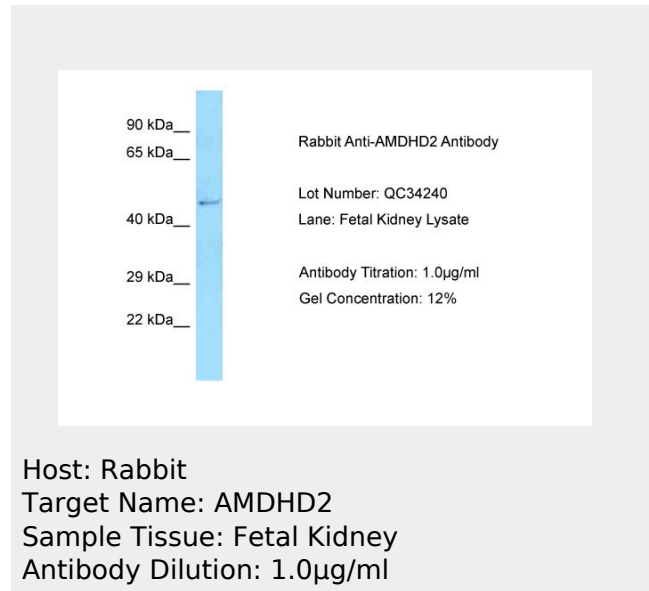 90 kDa__
65 kDa__
40 kDa__
29 kDa__
22 kDa__
Rabbit Anti-AMDHD2 Antibody
Lot Number: QC34240
Lane: Fetal Kidney Lysate
Antibody Titration: 1.0µg/ml
Gel Concentration: 12%
Host: Rabbit
Target Name: AMDHD2
Sample Tissue: Fetal Kidney
Antibody Dilution: 1.0µg/ml